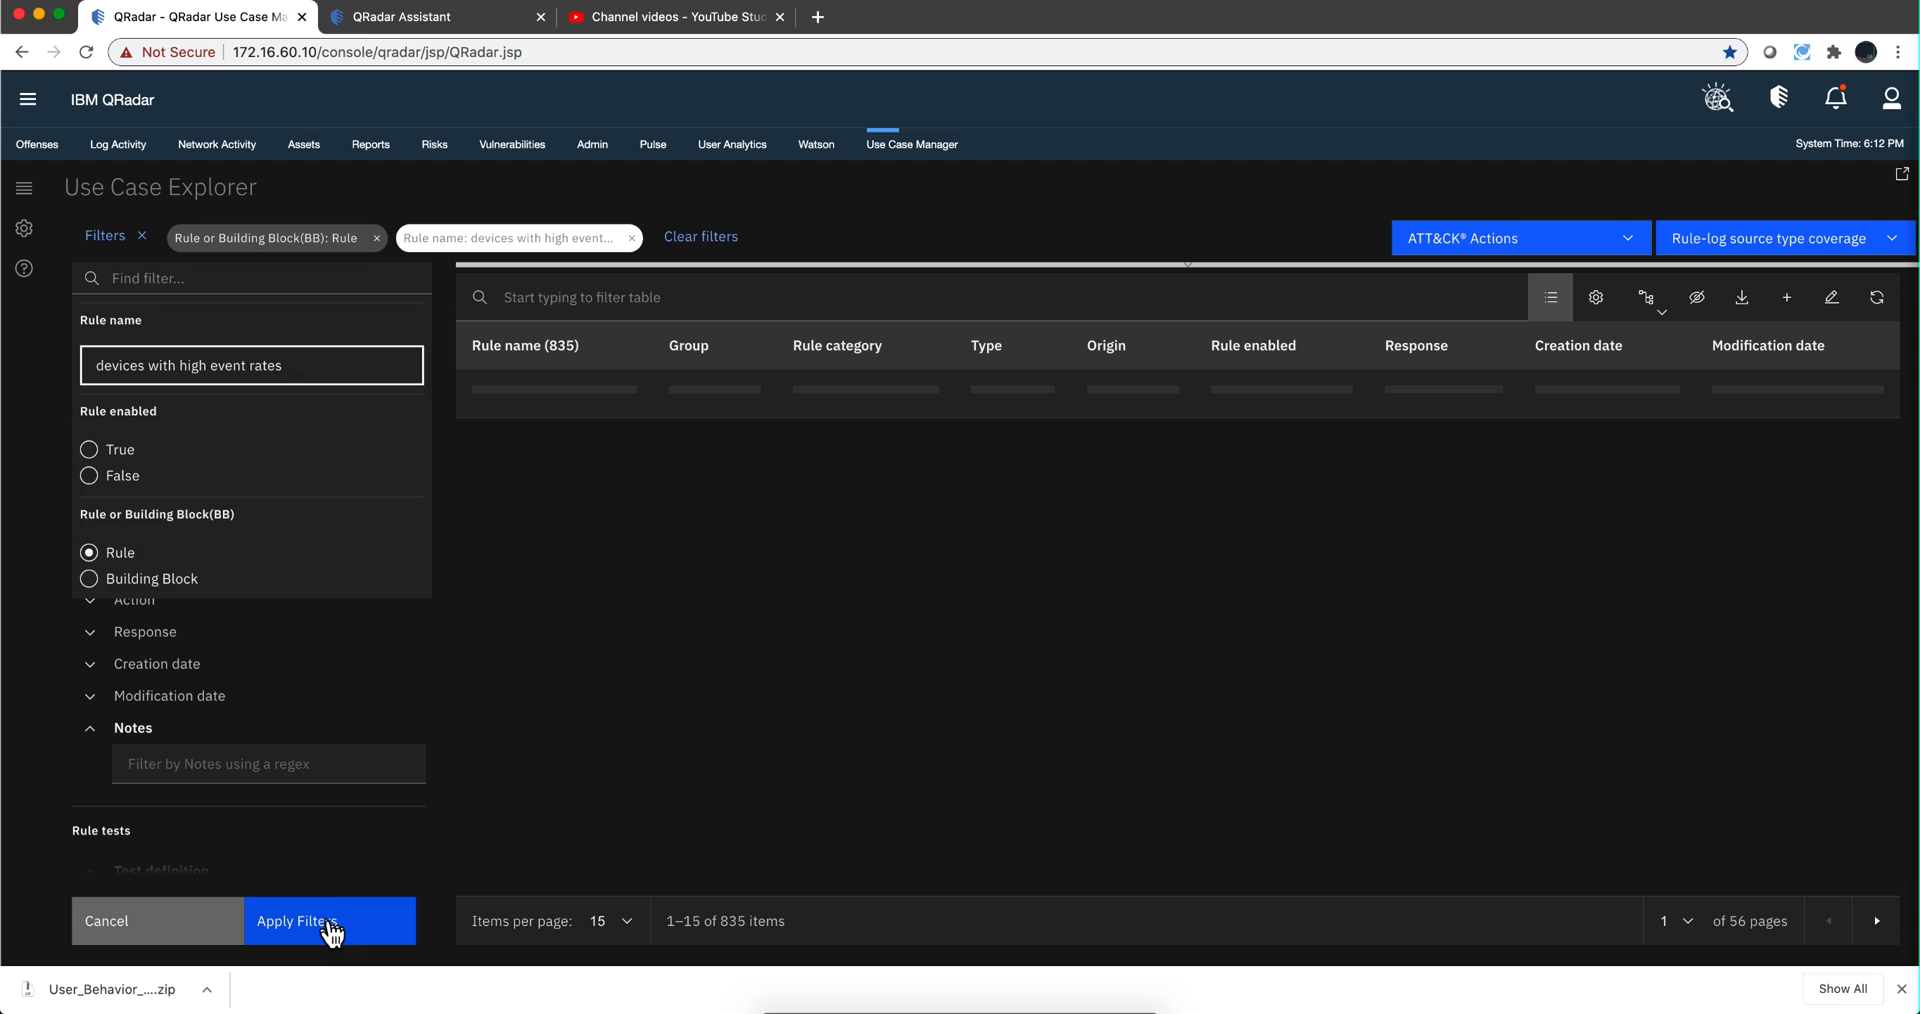 QRadar - QRadar Use Case Ma
QRadar Assistant
Channel videos - YouTube Stud
Not Secure
172.16.60.10/console/qradar/jsp/QRadar.jsp
IBM QRadar
Offenses
Log Activity
Network Activity
Assets
Reports
Risks
Vulnerabilities
Admin
Pulse
User Analytics
Watson
Use Case Manager
System Time: 6:12 PM
Use Case Explorer
Filters
Rule or Building Block(BB): Rule
Rule name: devices with high event...
Clear filters
ATT&CK® Actions
Rule-log source type coverage
Find filter...
Rule name
devices with high event rates
Rule enabled
True
False
Rule or Building Block(BB)
Rule
Building Block
Action
Response
Creation date
Modification date
Notes
Filter by Notes using a regex
Rule tests
Test definition
Cancel
Apply Filters
Start typing to filter table
Rule name (835)
Group
Rule category
Type
Origin
Rule enabled
Response
Creation date
Modification date
Items per page: 15
1–15 of 835 items
1
of 56 pages
User_Behavior_....zip
Show All